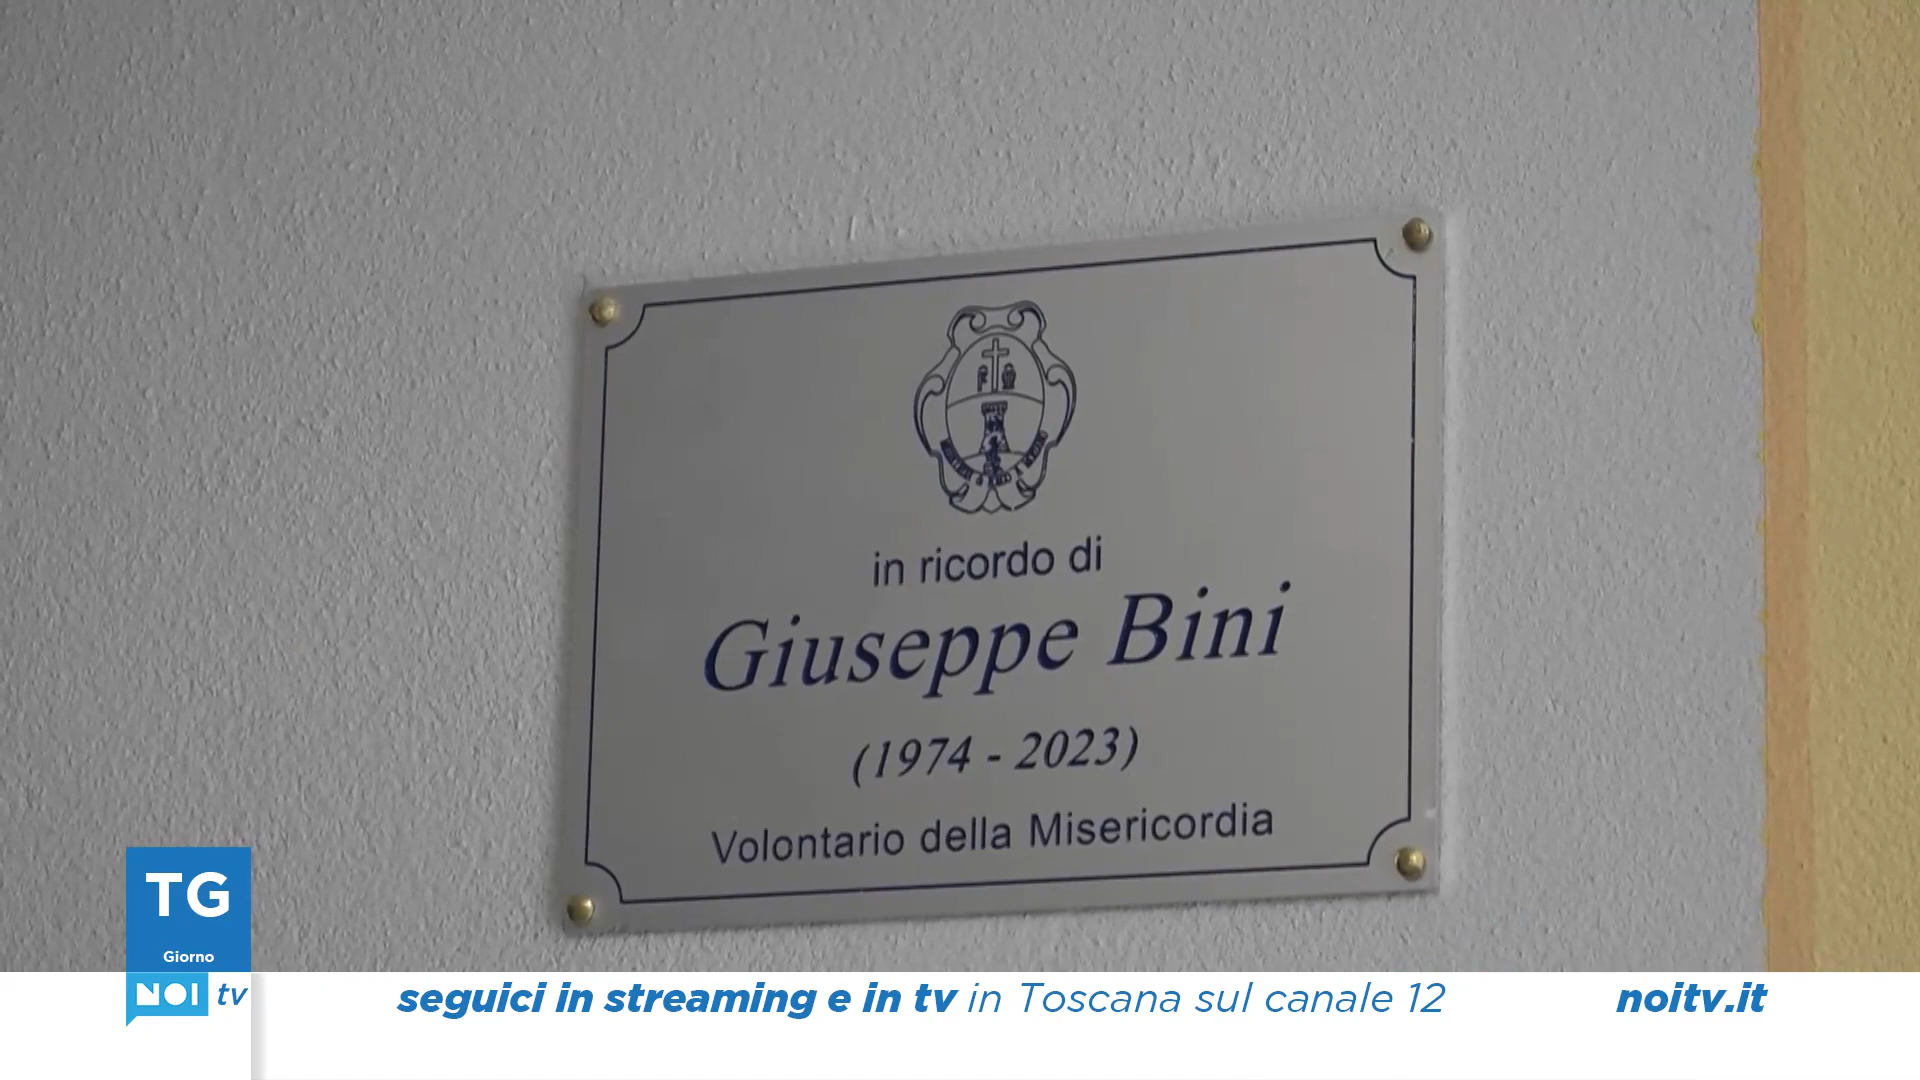 in ricordo di
Giuseppe Bini
(1974 - 2023)
Volontario della Misericordia
TG
Giorno
NOI tv
seguici in streaming e in tv in Toscana sul canale 12
noitv.it